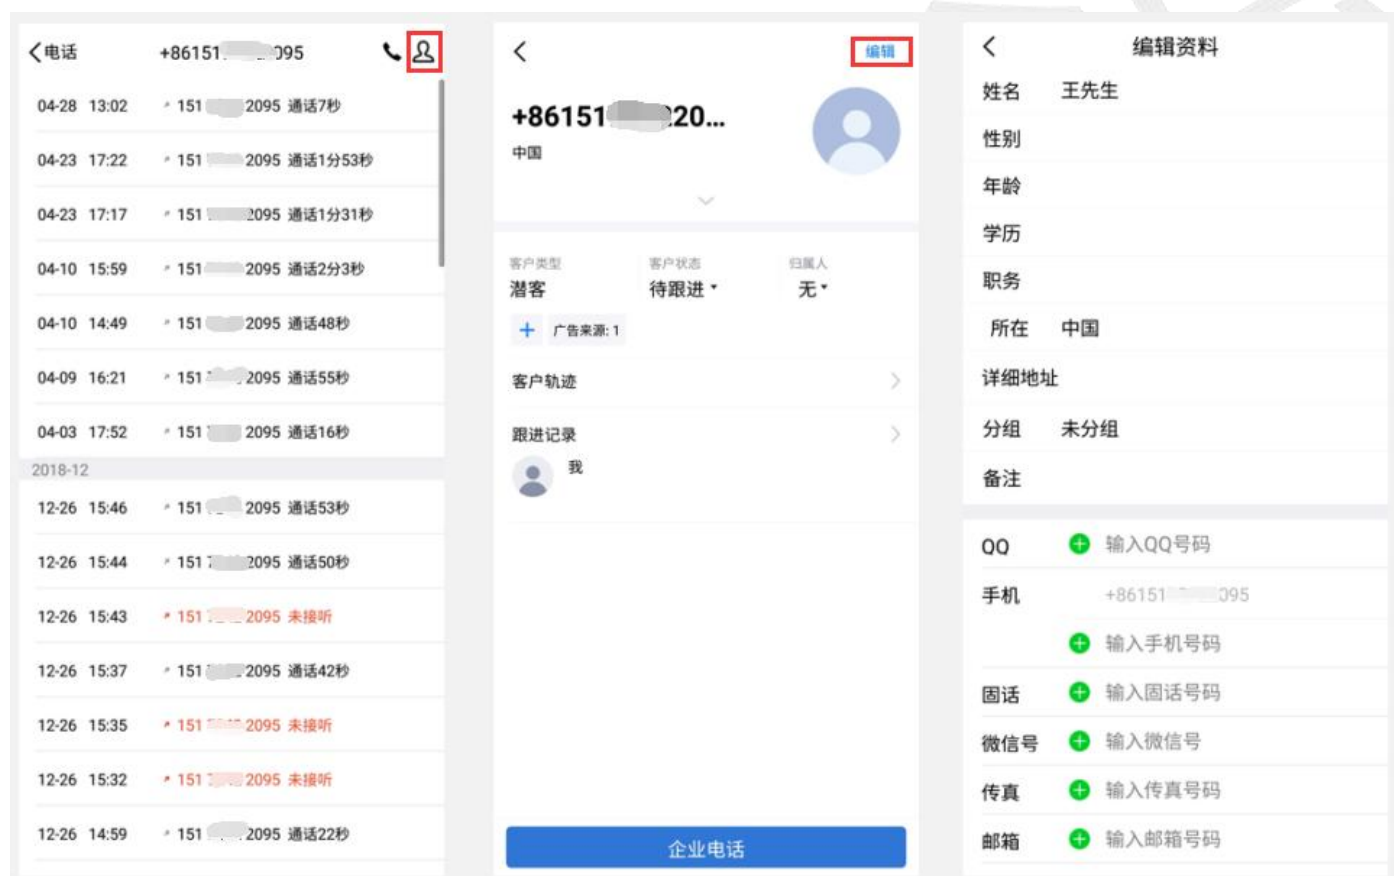 电话 +86151 095
04-28 13:02 151 2095 通话7秒
04-23 17:22 151 2095 通话1分53秒
04-23 17:17 151 2095 通话1分31秒
04-10 15:59 151 2095 通话2分3秒
04-10 14:49 151 2095 通话48秒
04-09 16:21 151 2095 通话55秒
04-03 17:52 151 2095 通话16秒
2018-12
12-26 15:46 151 2095 通话53秒
12-26 15:44 151 2095 通话50秒
12-26 15:43 151 2095 未接听
12-26 15:37 151 2095 通话42秒
12-26 15:35 151 2095 未接听
12-26 15:32 151 2095 未接听
12-26 14:59 151 2095 通话22秒
编辑
+86151 20...
中国
客户类型 客户状态 归属人
潜客 待跟进 无
+ 广告来源: 1
客户轨迹
跟进记录
我
企业电话
编辑资料
姓名 王先生
性别
年龄
学历
职务
所在 中国
详细地址
分组 未分组
备注
QQ 输入QQ号码
手机 +86151 095
输入手机号码
固话 输入固话号码
微信号 输入微信号
传真 输入传真号码
邮箱 输入邮箱号码